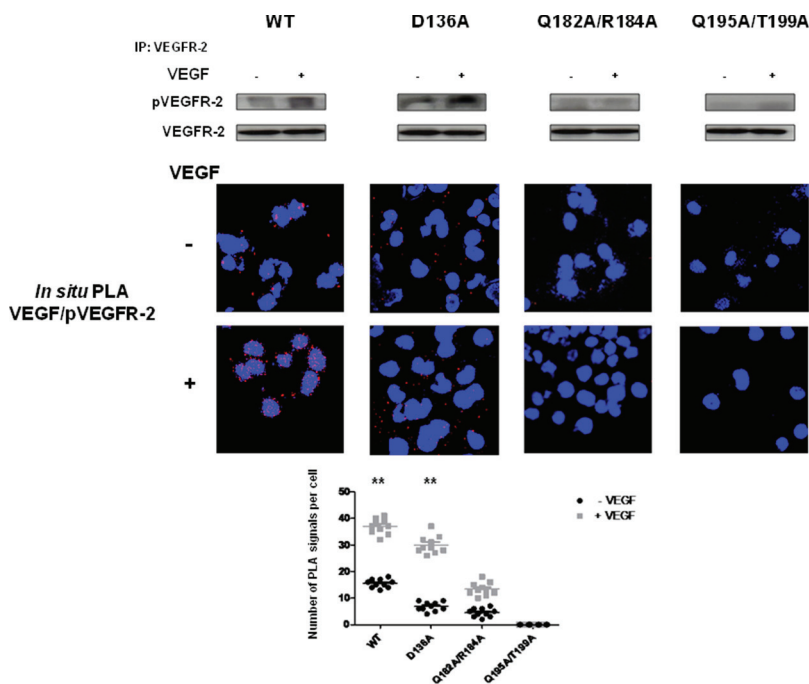 WT D136A Q182A/R184A Q195A/T199A
IP: VEGFR-2
VEGF - + - + - + - +
pVEGFR-2
VEGFR-2
VEGF
-
In situ PLA
VEGF/pVEGFR-2
+
** **
Number of PLA signals per cell
50
40
30
20
10
0
- VEGF
+ VEGF
WT
D136A
Q182A/R184A
Q195A/T199A